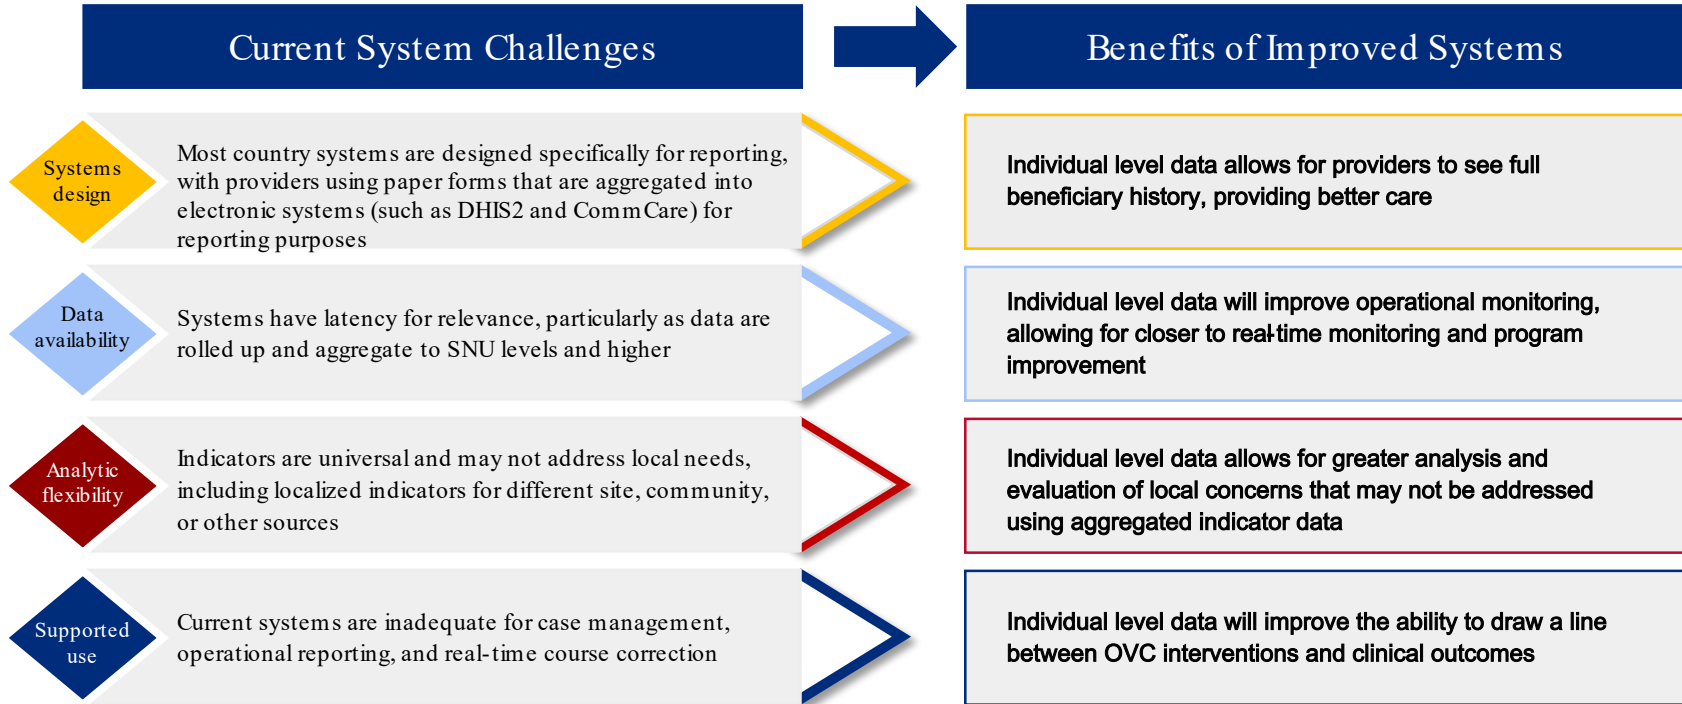 Current System Challenges
Benefits of Improved Systems
Systems
design
Most country systems are designed specifically for reporting,
with providers using paper forms that are aggregated into
electronic systems (such as DHIS2 and CommCare) for
reporting purposes
Individual level data allows for providers to see full
beneficiary history, providing better care
Data
availability
Systems have latency for relevance, particularly as data are
rolled up and aggregate to SNU levels and higher
Individual level data will improve operational monitoring,
allowing for closer to real-time monitoring and program
improvement
Analytic
flexibility
Indicators are universal and may not address local needs,
including localized indicators for different site, community,
or other sources
Individual level data allows for greater analysis and
evaluation of local concerns that may not be addressed
using aggregated indicator data
Supported
use
Current systems are inadequate for case management,
operational reporting, and real-time course correction
Individual level data will improve the ability to draw a line
between OVC interventions and clinical outcomes